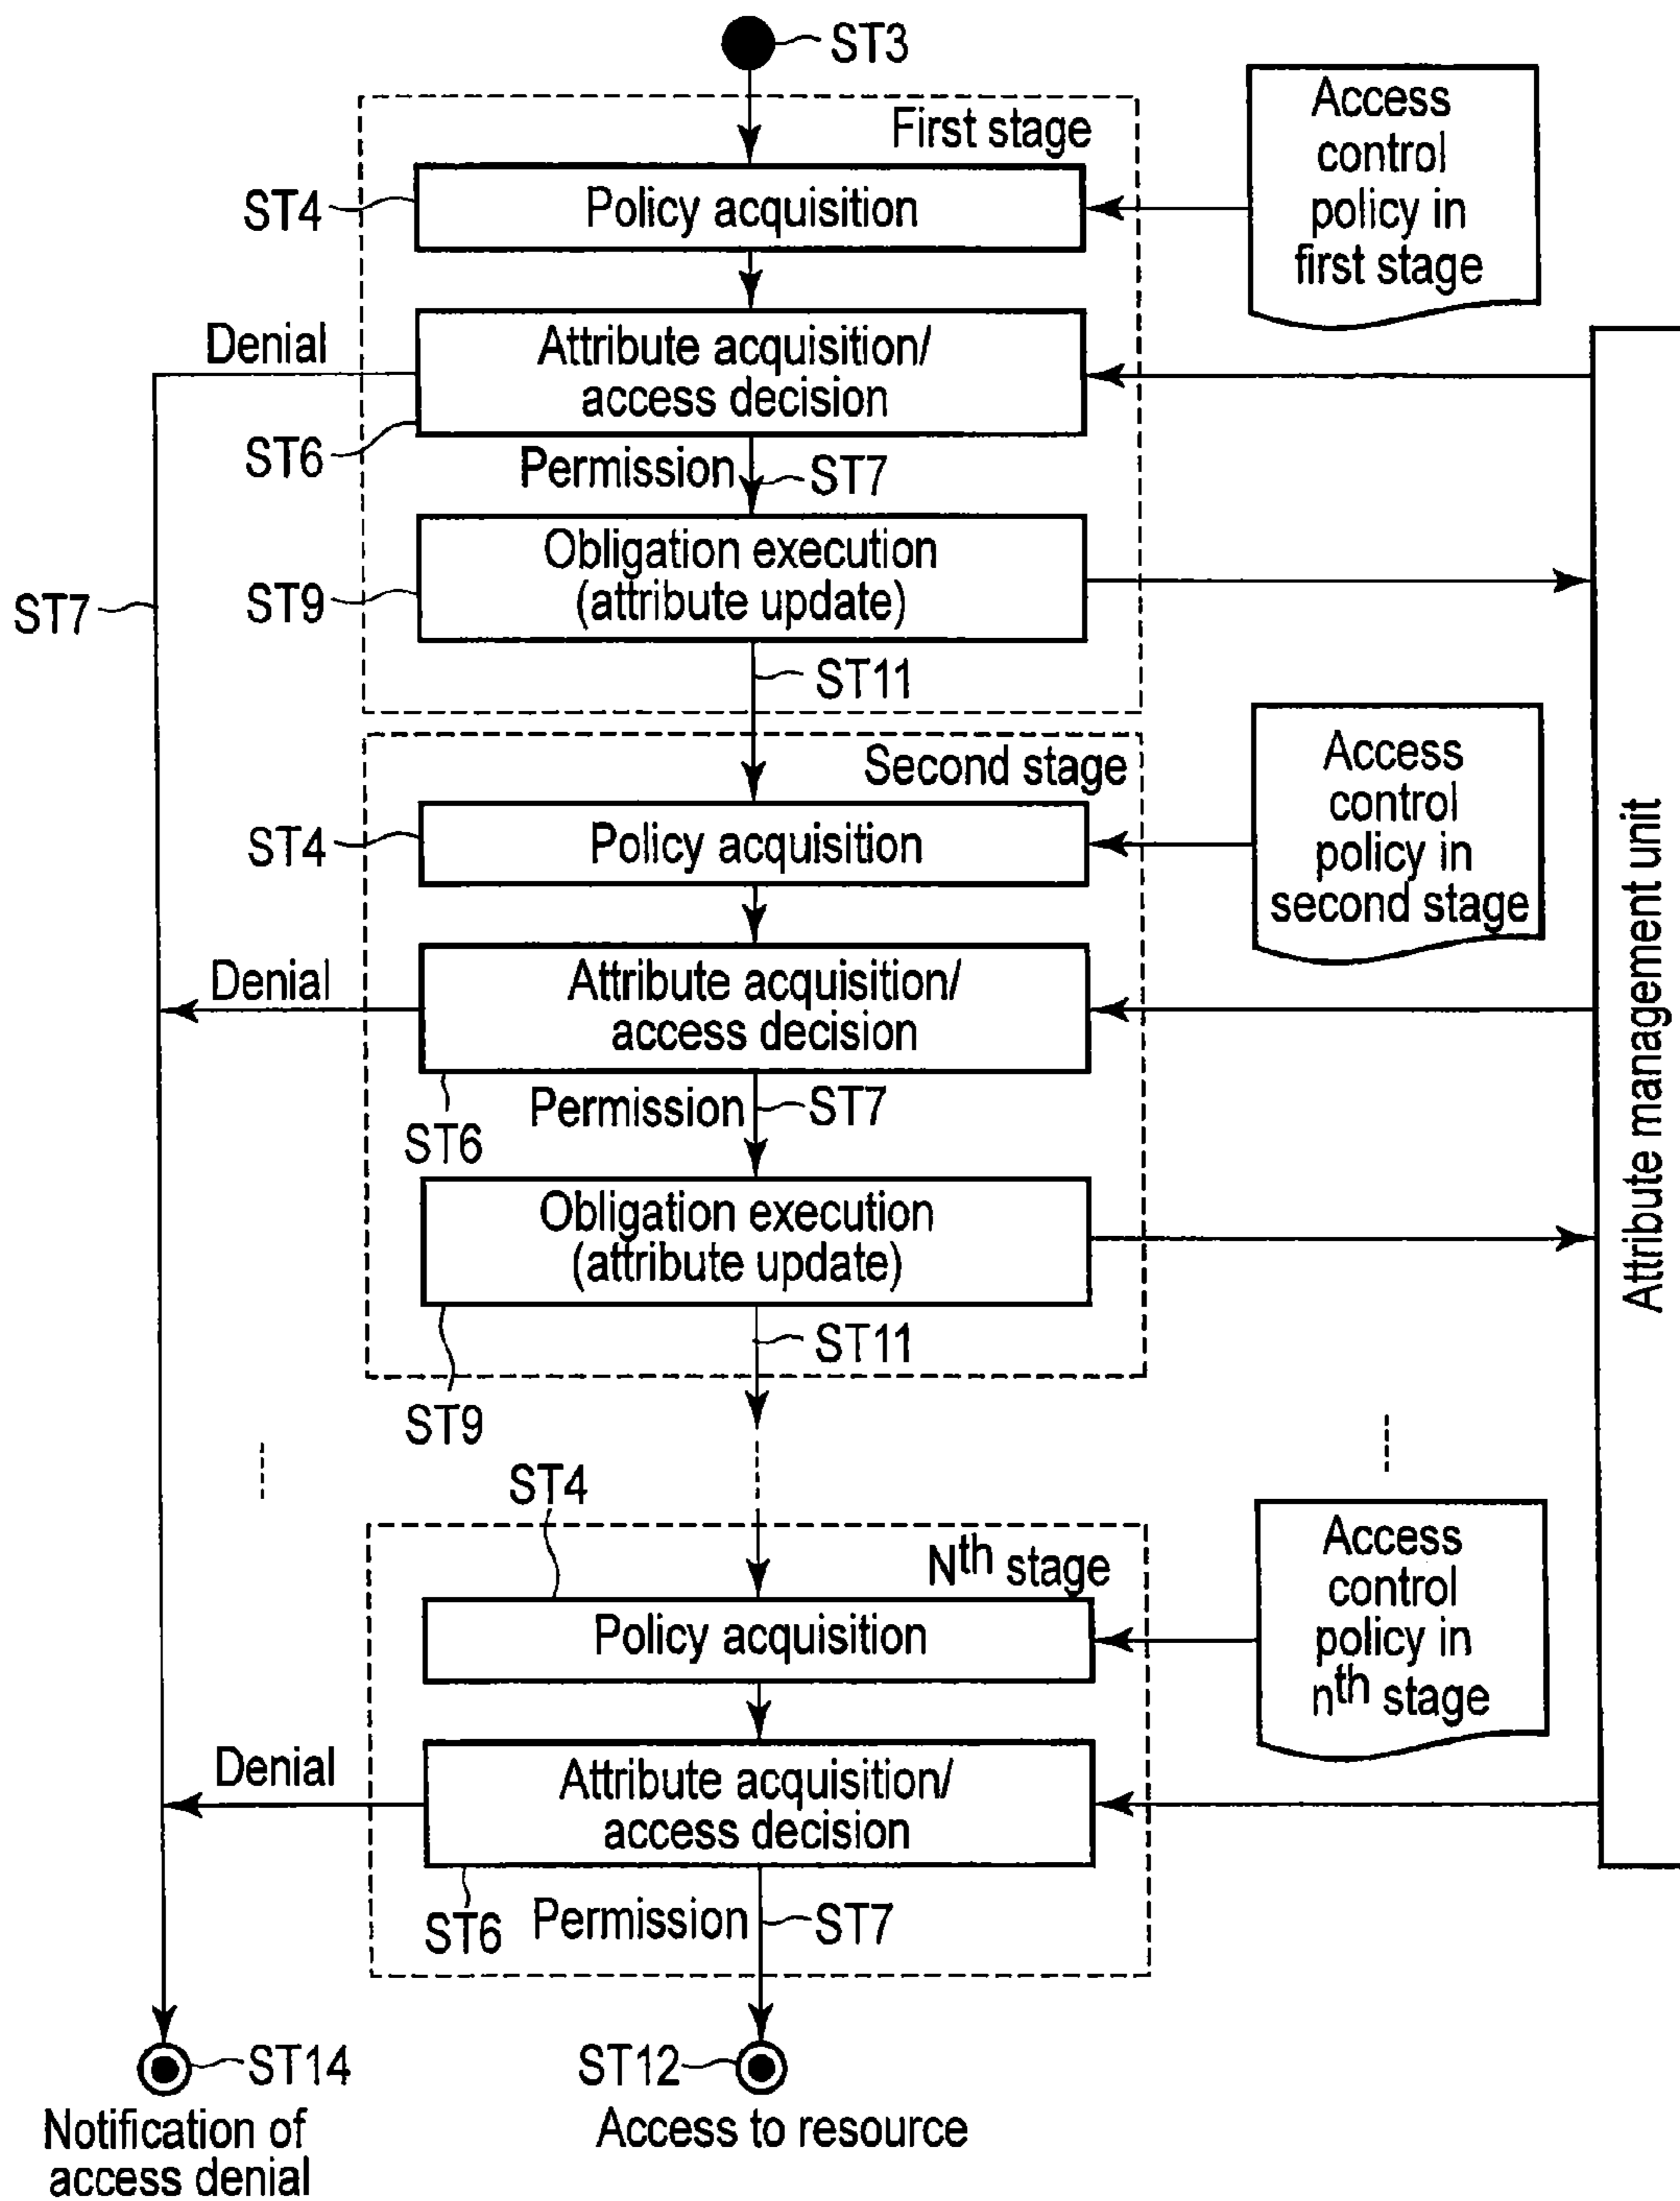 ST3
First stage
Access
control
policy in
first stage
ST4
Policy acquisition
Denial
Attribute acquisition/
access decision
ST6
Permission
ST7
Obligation execution
(attribute update)
ST9
ST7
ST11
Second stage
Access
control
policy in
second stage
ST4
Policy acquisition
Attribute management unit
Denial
Attribute acquisition/
access decision
Permission
ST7
ST6
Obligation execution
(attribute update)
ST11
ST9
ST4
Nth stage
Access
control
policy in
nth stage
Policy acquisition
Denial
Attribute acquisition/
access decision
ST6
Permission
ST7
ST14
ST12
Notification of
access denial
Access to resource